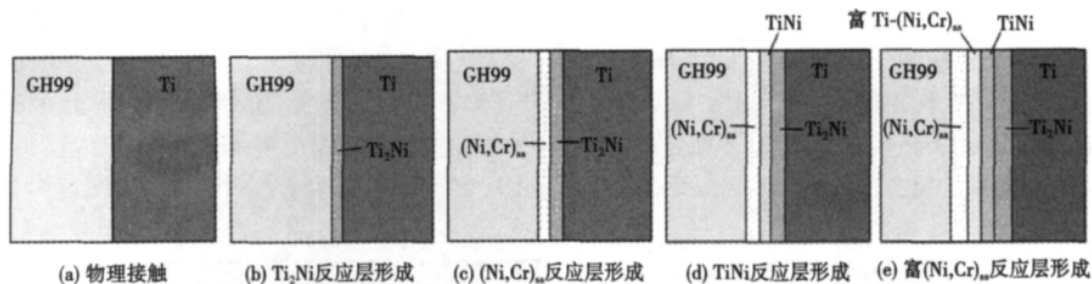 TiNi
富 Ti-(Ni,Cr)ss
TiNi
GH99
Ti
GH99
Ti
Ti₂Ni
GH99
Ti
(Ni,Cr)ss
Ti₂Ni
GH99
Ti
(Ni,Cr)ss
Ti₂Ni
GH99
Ti
(Ni,Cr)ss
Ti₂Ni
(a) 物理接触
(b) Ti₂Ni反应层形成
(c) (Ni,Cr)ss反应层形成
(d) TiNi反应层形成
(e) 富(Ni,Cr)ss反应层形成